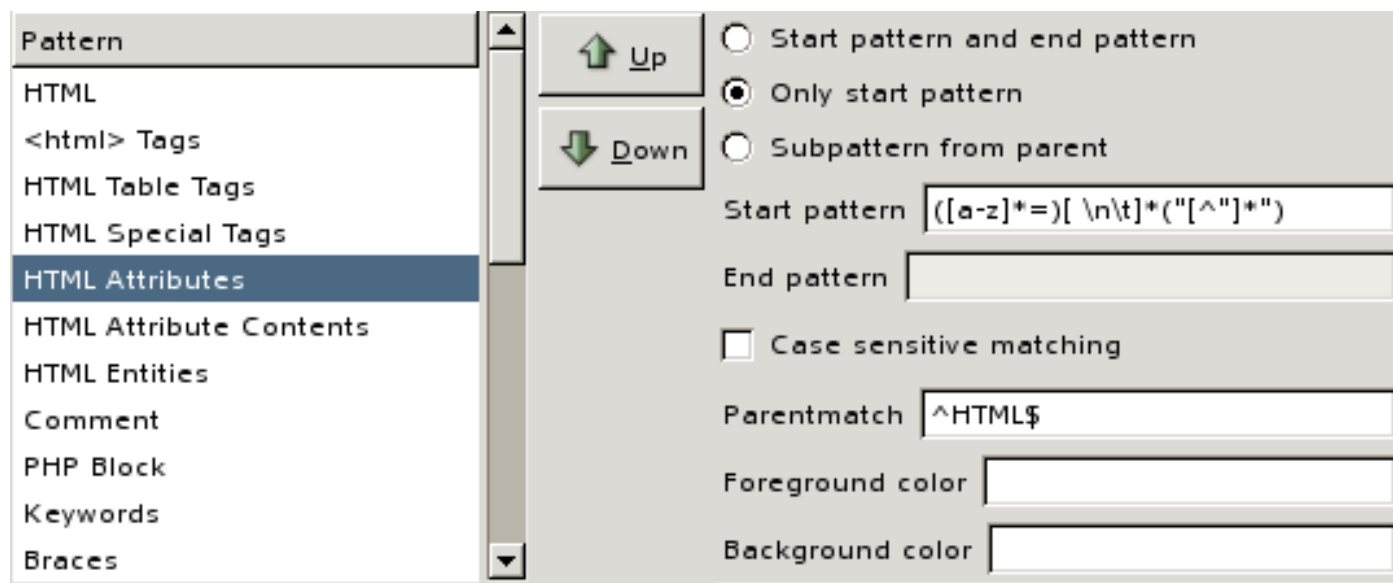 Pattern
HTML
<html> Tags
HTML Table Tags
HTML Special Tags
HTML Attributes
HTML Attribute Contents
HTML Entities
Comment
PHP Block
Keywords
Braces
Up
Down
Start pattern and end pattern
Only start pattern
Subpattern from parent
Start pattern ([a-z]*=)[ \n\t]*("[^"]*")
End pattern
Case sensitive matching
Parentmatch ^HTML$
Foreground color
Background color